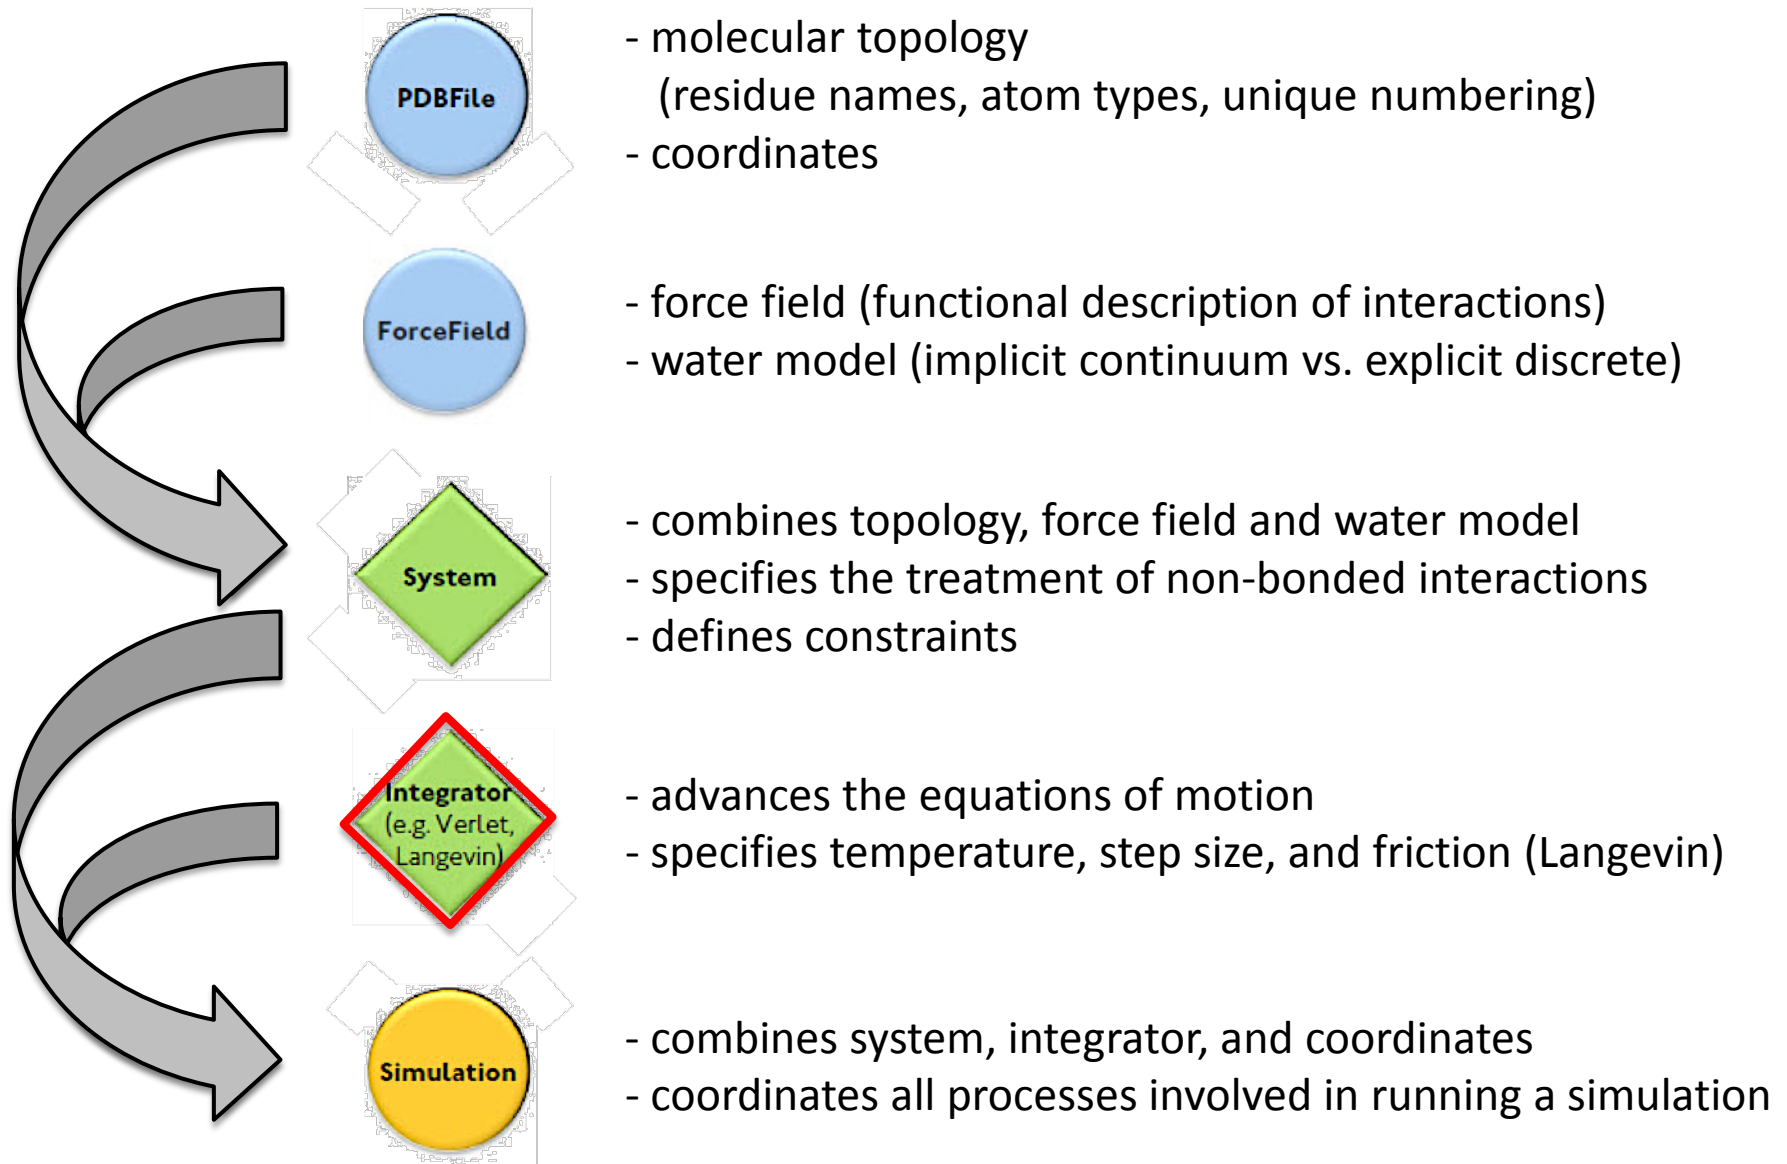 PDBFile
- molecular topology
(residue names, atom types, unique numbering)
- coordinates
ForceField
- force field (functional description of interactions)
- water model (implicit continuum vs. explicit discrete)
System
- combines topology, force field and water model
- specifies the treatment of non-bonded interactions
- defines constraints
Integrator
(e.g. Verlet,
Langevin)
- advances the equations of motion
- specifies temperature, step size, and friction (Langevin)
Simulation
- combines system, integrator, and coordinates
- coordinates all processes involved in running a simulation